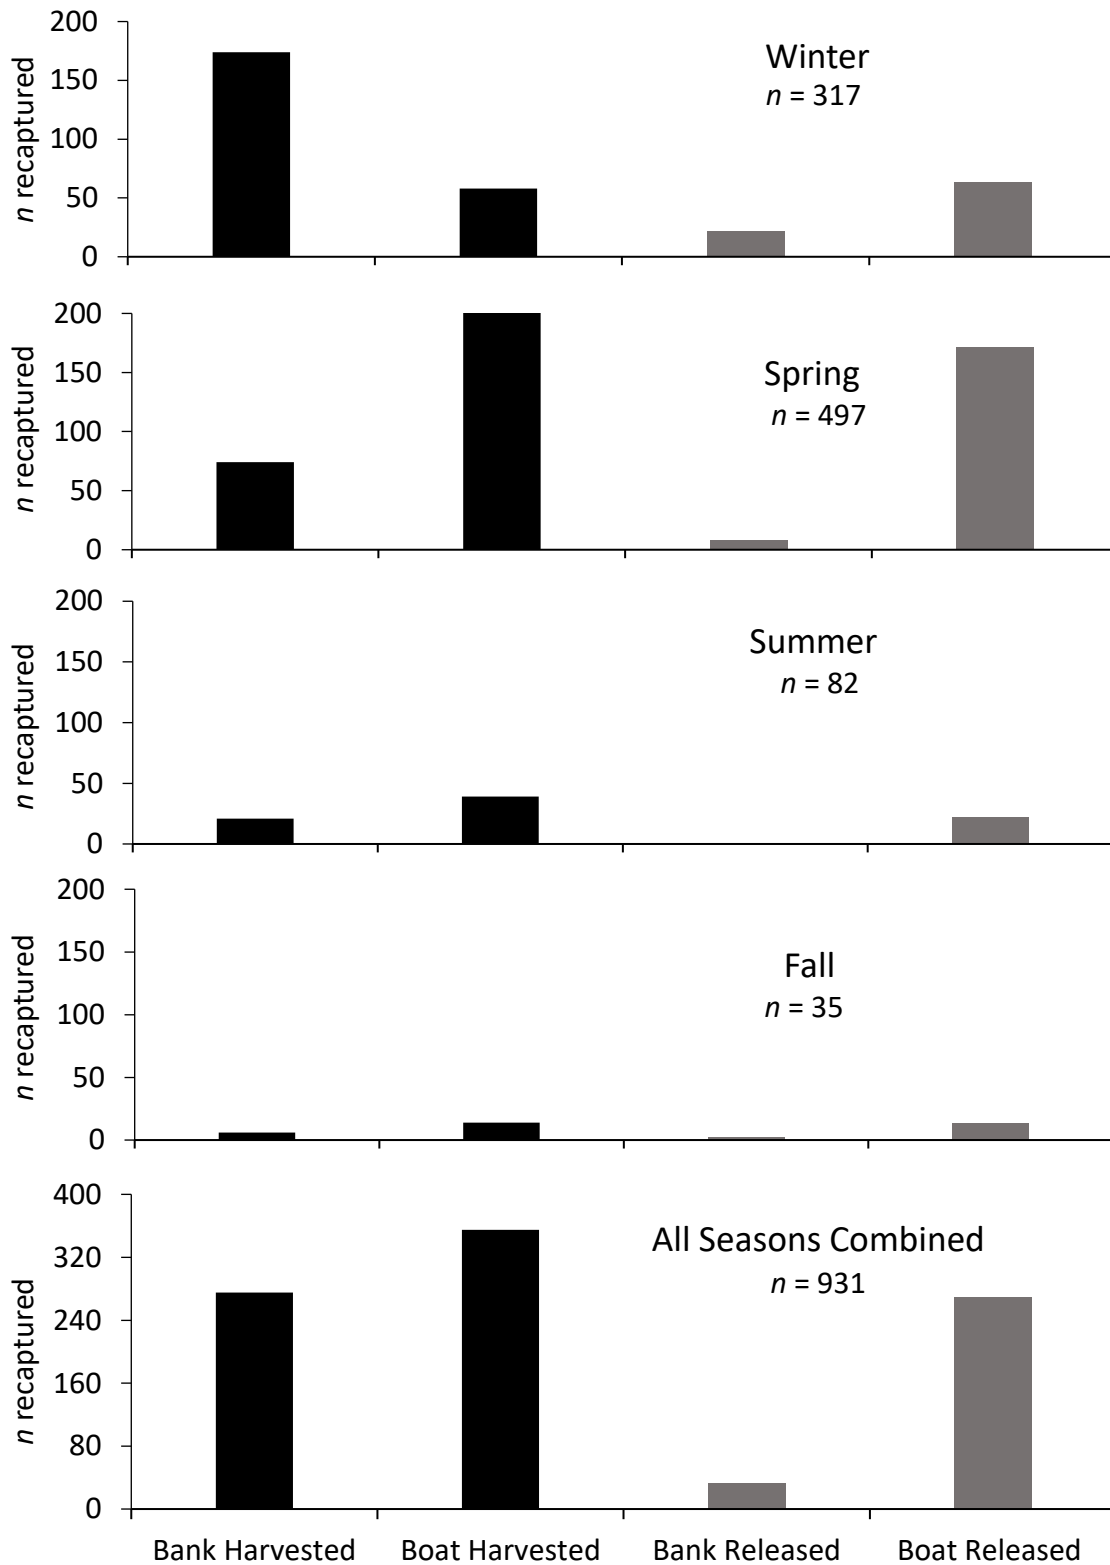 200
150
100
50
0
n recaptured
Winter
n = 317
200
150
100
50
0
n recaptured
Spring
n = 497
200
150
100
50
0
n recaptured
Summer
n = 82
200
150
100
50
0
n recaptured
Fall
n = 35
400
320
240
160
80
0
n recaptured
All Seasons Combined
n = 931
Bank Harvested Boat Harvested Bank Released Boat Released